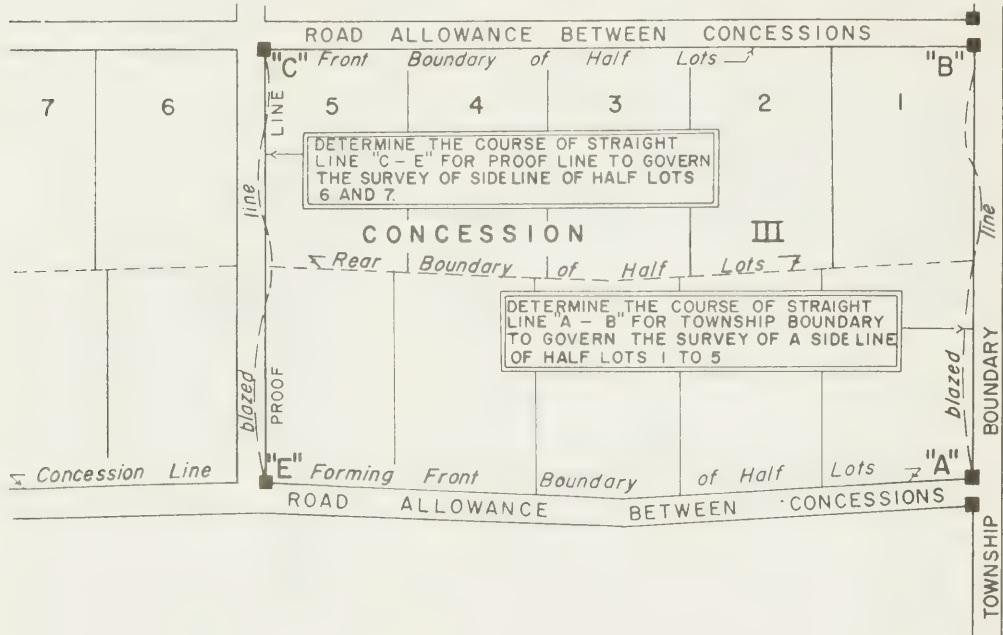 ROAD ALLOWANCE BETWEEN CONCESSIONS
"C" Front Boundary of Half Lots "B"
7 6 5 4 3 2 1
LINE
DETERMINE THE COURSE OF STRAIGHT
LINE "C - E" FOR PROOF LINE TO GOVERN
THE SURVEY OF SIDELINE OF HALF LOTS
6 AND 7.
line
line
CONCESSION III
Rear Boundary of Half Lots
DETERMINE THE COURSE OF STRAIGHT
LINE "A - B" FOR TOWNSHIP BOUNDARY
TO GOVERN THE SURVEY OF A SIDELINE
OF HALF LOTS 1 TO 5
blazed
PROOF
blazed
BOUNDARY
Concession Line "E" Forming Front Boundary of Half Lots "A"
ROAD ALLOWANCE BETWEEN CONCESSIONS
TOWNSHIP